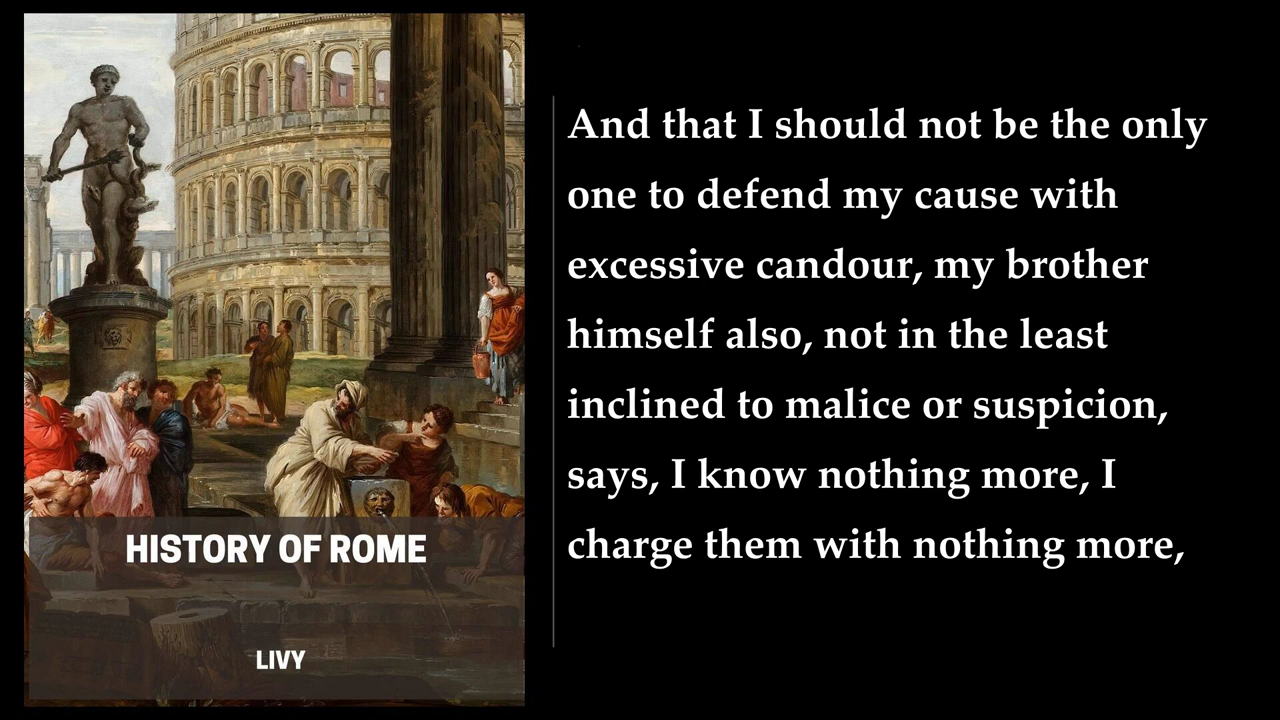 HISTORY OF ROME
LIVY
And that I should not be the only
one to defend my cause with
excessive candour, my brother
himself also, not in the least
inclined to malice or suspicion,
says, I know nothing more, I
charge them with nothing more,